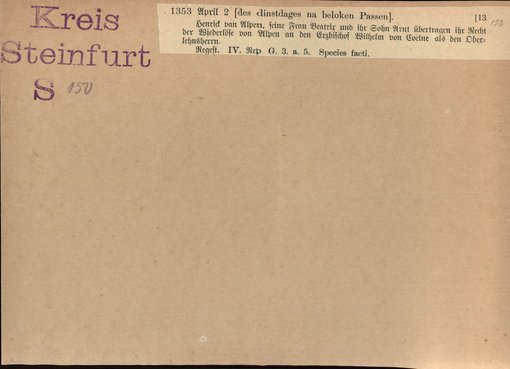 Kreis
Steinfurt
S 150
1353 April 2 [des dinstdages na beloken Passen]. [13 150
Henrick van Alpen, seine Frau Beatrix und ihr Sohn Arnt übertragen ihr Recht
der Wiederlöse von Alpen an den Erzbischof Wilhelm von Coelne als den Ober-
lehnsherrn.
Regest. IV. Rep G. 3. a. 5. Species facti.